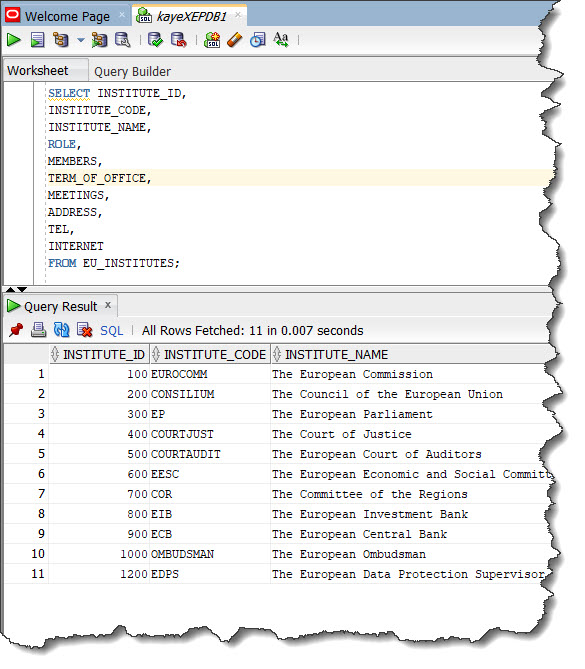 Welcome Page × kayeXEPDB1 ×
Worksheet Query Builder
SELECT INSTITUTE_ID,
INSTITUTE_CODE,
INSTITUTE_NAME,
ROLE,
MEMBERS,
TERM_OF_OFFICE,
MEETINGS,
ADDRESS,
TEL,
INTERNET
FROM EU_INSTITUTES;
Query Result ×
SQL | All Rows Fetched: 11 in 0.007 seconds
INSTITUTE_ID INSTITUTE_CODE INSTITUTE_NAME
1 100 EUROCOMM The European Commission
2 200 CONSILIUM The Council of the European Union
3 300 EP The European Parliament
4 400 COURTJUST The Court of Justice
5 500 COURTAUDIT The European Court of Auditors
6 600 EESC The European Economic and Social Committ
7 700 COR The Committee of the Regions
8 800 EIB The European Investment Bank
9 900 ECB The European Central Bank
10 1000 OMBUDSMAN The European Ombudsman
11 1200 EDPS The European Data Protection Supervisor